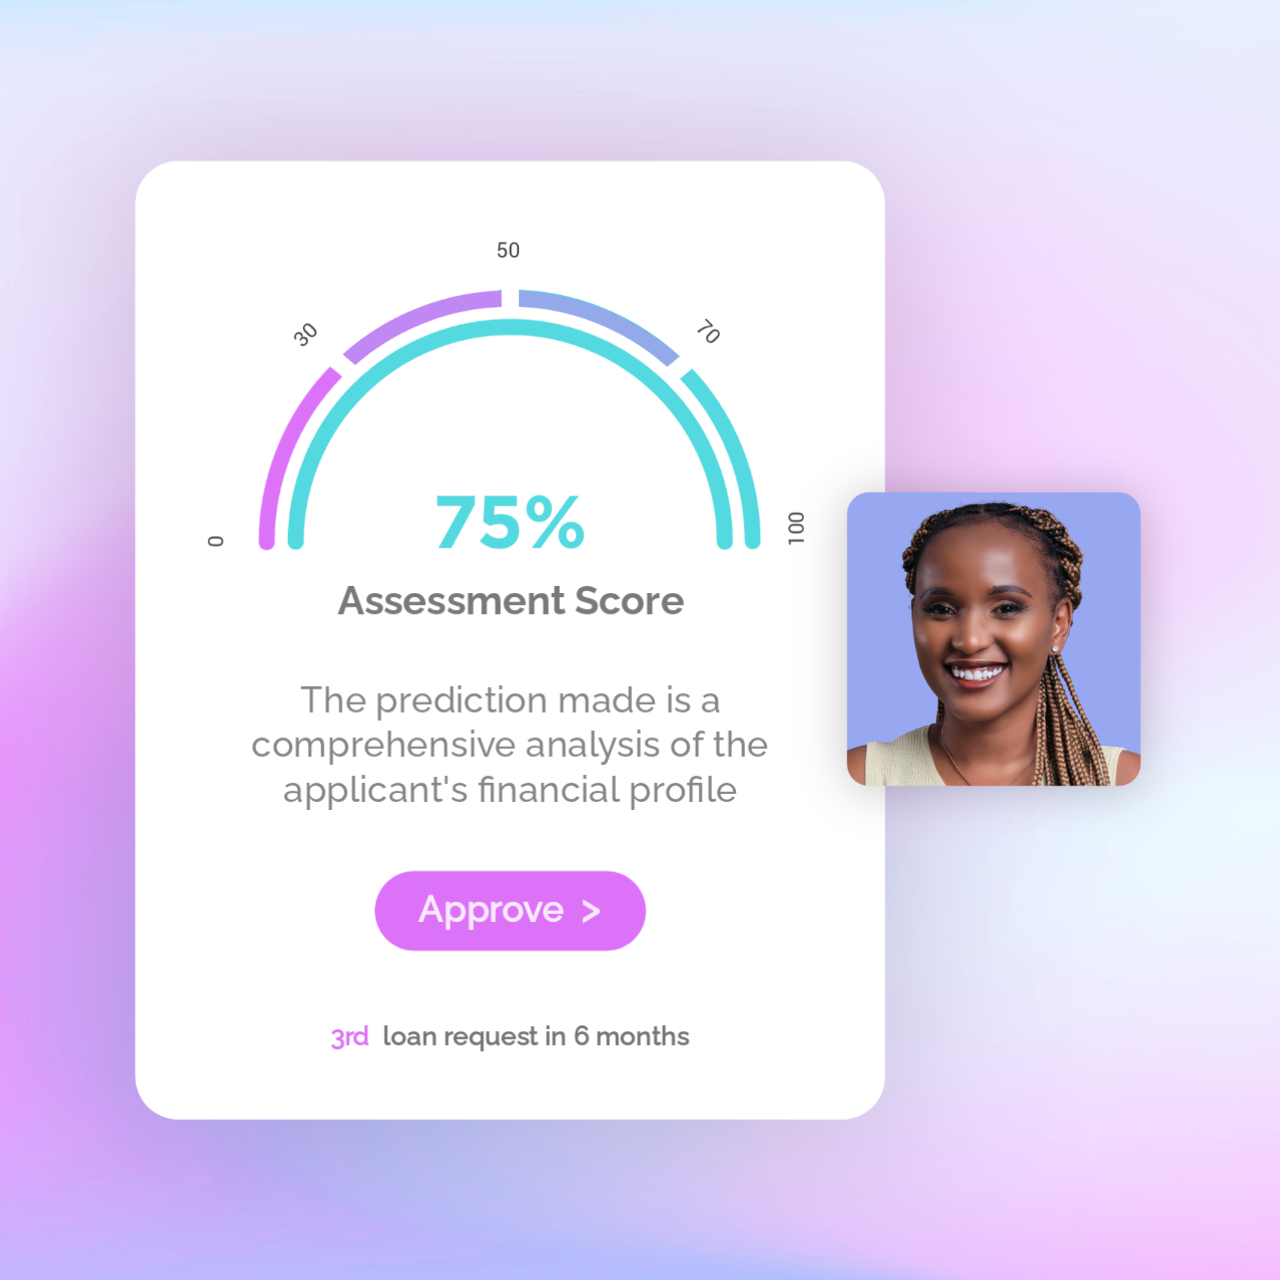 50
30
70
0
100
75%
Assessment Score
The prediction made is a
comprehensive analysis of the
applicant's financial profile
Approve >
3rd loan request in 6 months